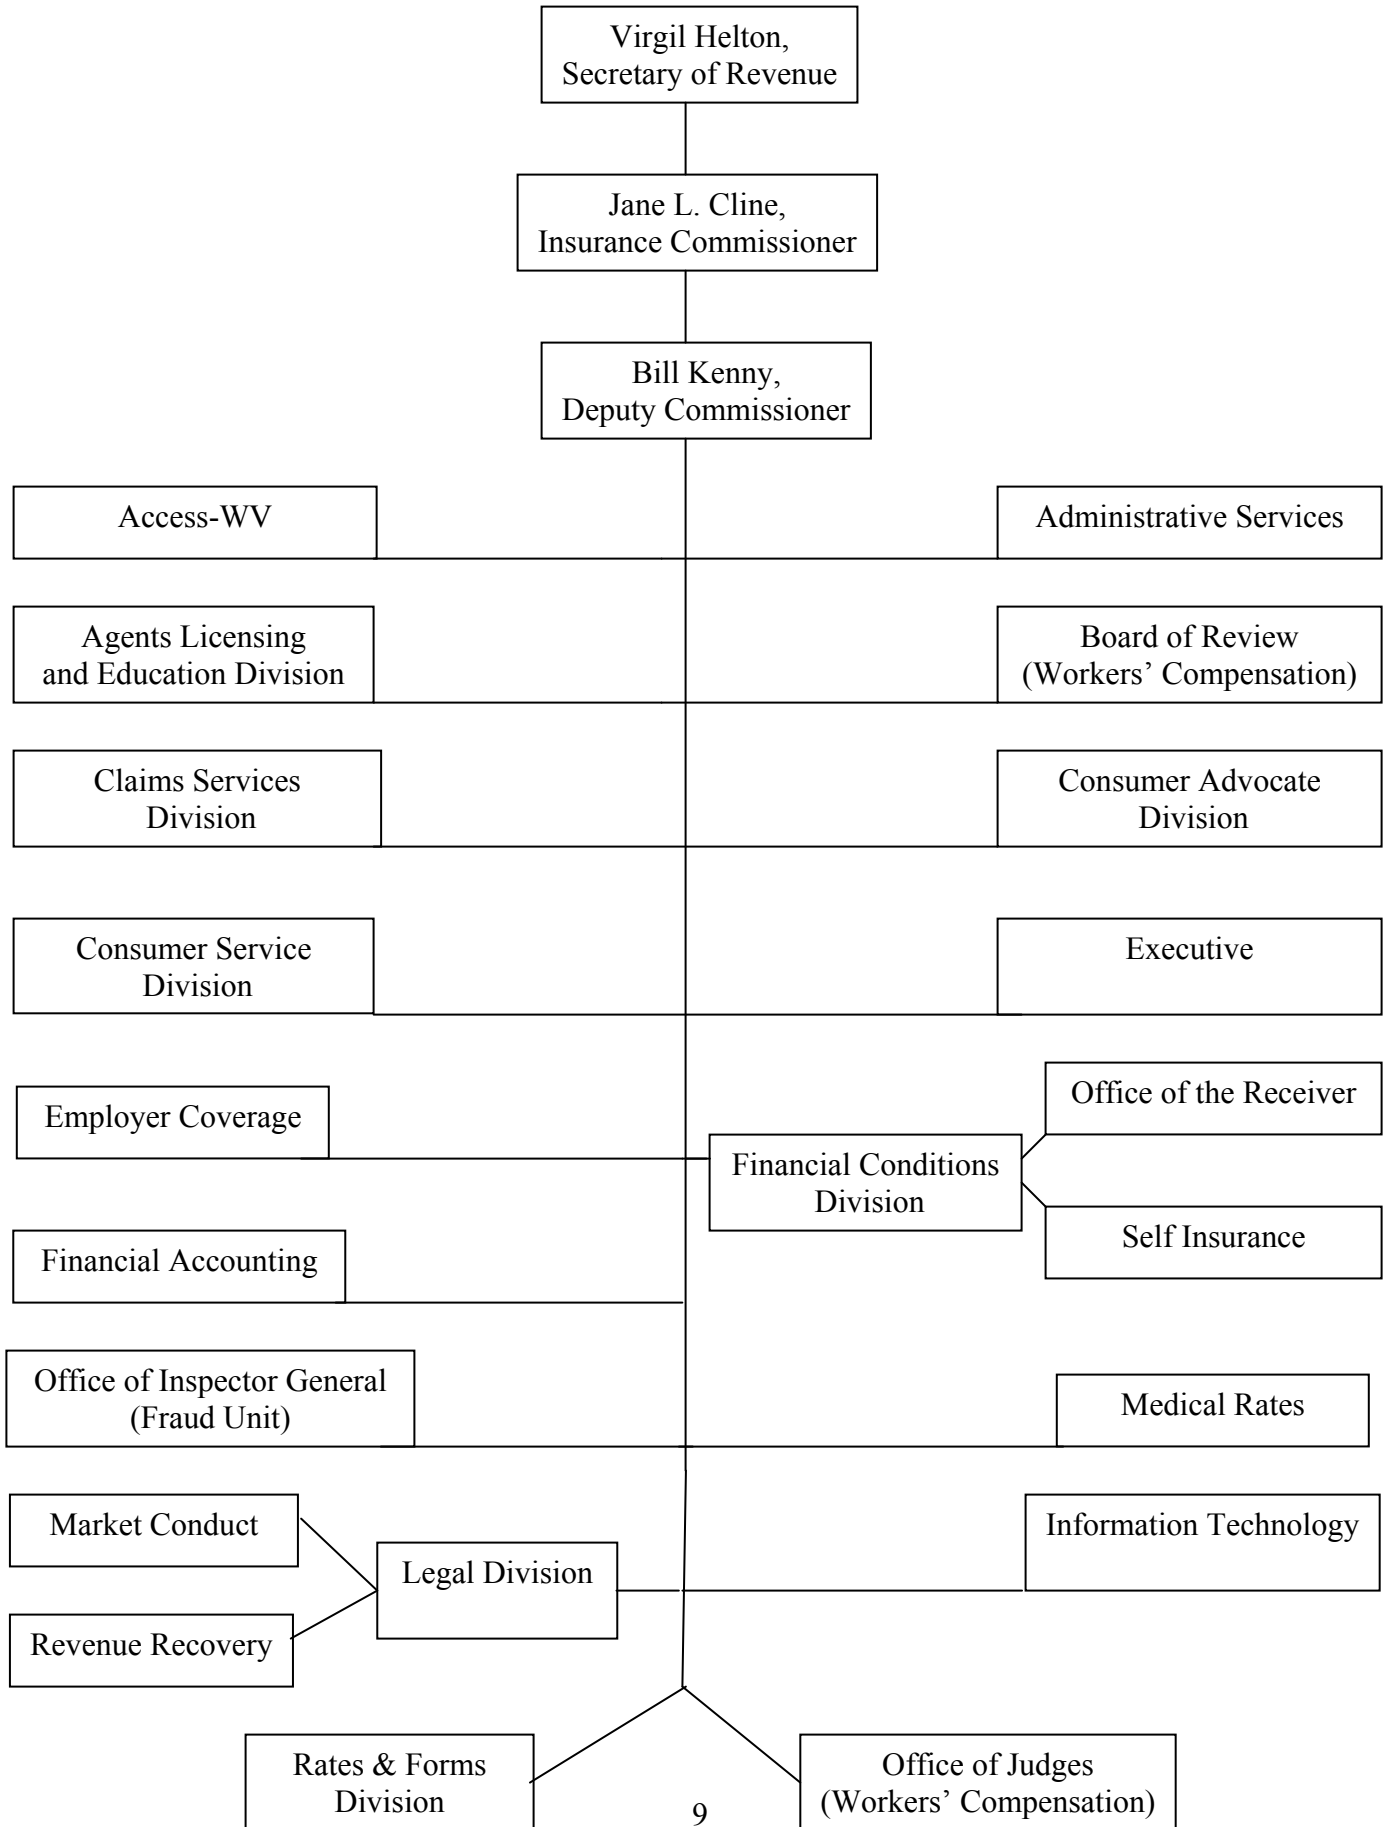 Virgil Helton,
Secretary of Revenue
Jane L. Cline,
Insurance Commissioner
Bill Kenny,
Deputy Commissioner
Access-WV
Administrative Services
Agents Licensing
and Education Division
Board of Review
(Workers’ Compensation)
Claims Services
Division
Consumer Advocate
Division
Consumer Service
Division
Executive
Employer Coverage
Office of the Receiver
Financial Conditions
Division
Self Insurance
Financial Accounting
Office of Inspector General
(Fraud Unit)
Medical Rates
Market Conduct
Information Technology
Legal Division
Revenue Recovery
Rates & Forms
Division
Office of Judges
(Workers’ Compensation)
9